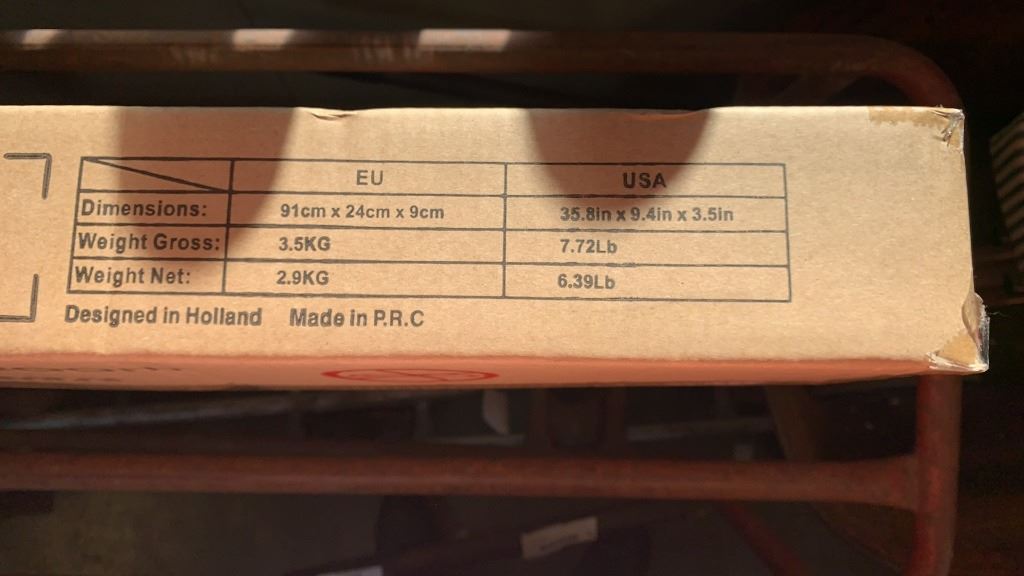 EU USA
Dimensions: 91cm x 24cm x 9cm 35.8in x 9.4in x 3.5in
Weight Gross: 3.5KG 7.72Lb
Weight Net: 2.9KG 6.39Lb
Designed in Holland Made in P.R.C